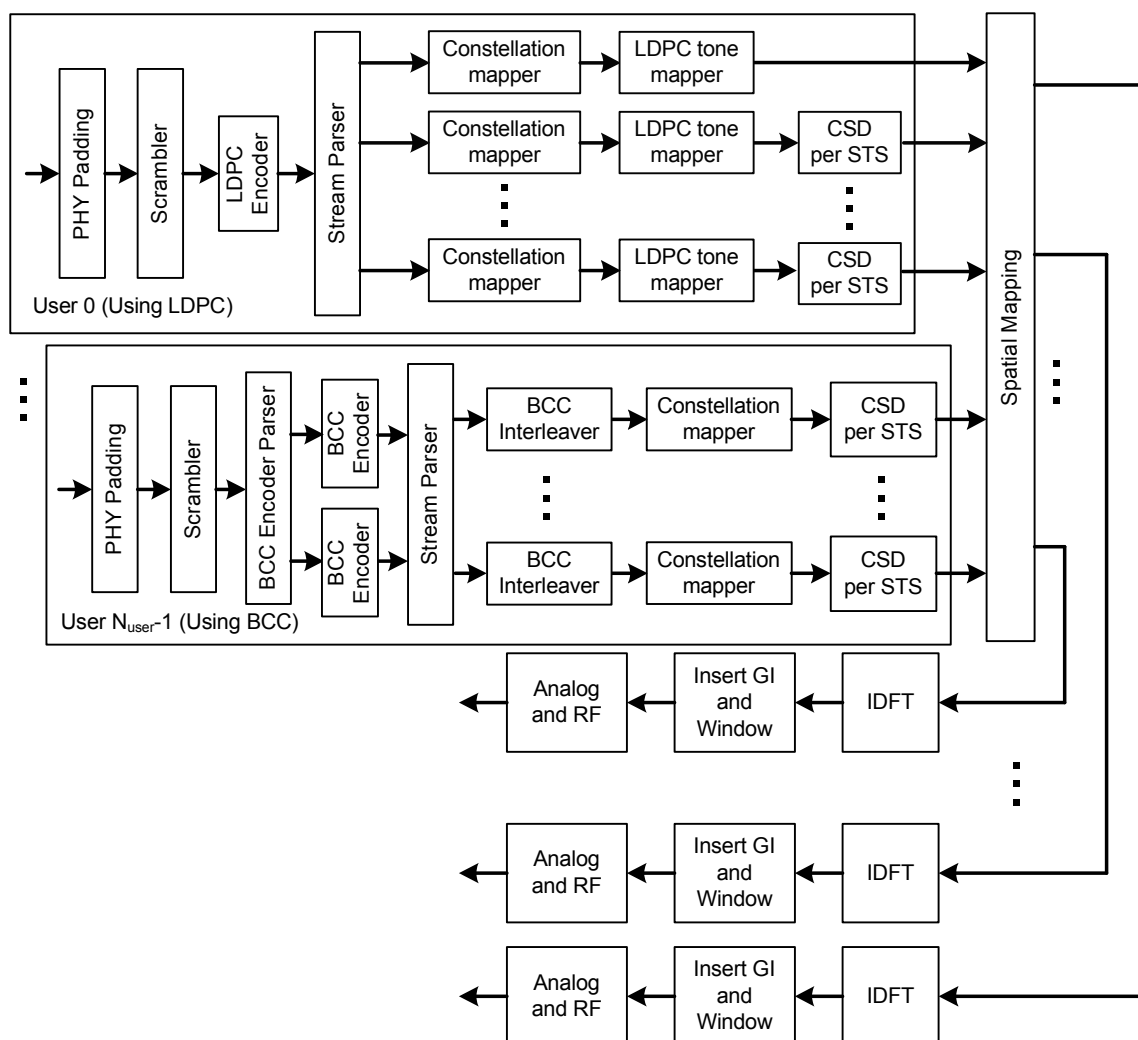 PHY Padding
Scrambler
LDPC
Encoder
Stream Parser
Constellation
mapper
LDPC tone
mapper
Constellation
mapper
LDPC tone
mapper
CSD
per STS
Constellation
mapper
LDPC tone
mapper
CSD
per STS
User 0 (Using LDPC)
Spatial Mapping
PHY Padding
Scrambler
BCC Encoder Parser
BCC
Encoder
BCC
Encoder
Stream Parser
BCC
Interleaver
Constellation
mapper
CSD
per STS
BCC
Interleaver
Constellation
mapper
CSD
per STS
User Nuser-1 (Using BCC)
Analog
and RF
Insert GI
and
Window
IDFT
Analog
and RF
Insert GI
and
Window
IDFT
Analog
and RF
Insert GI
and
Window
IDFT